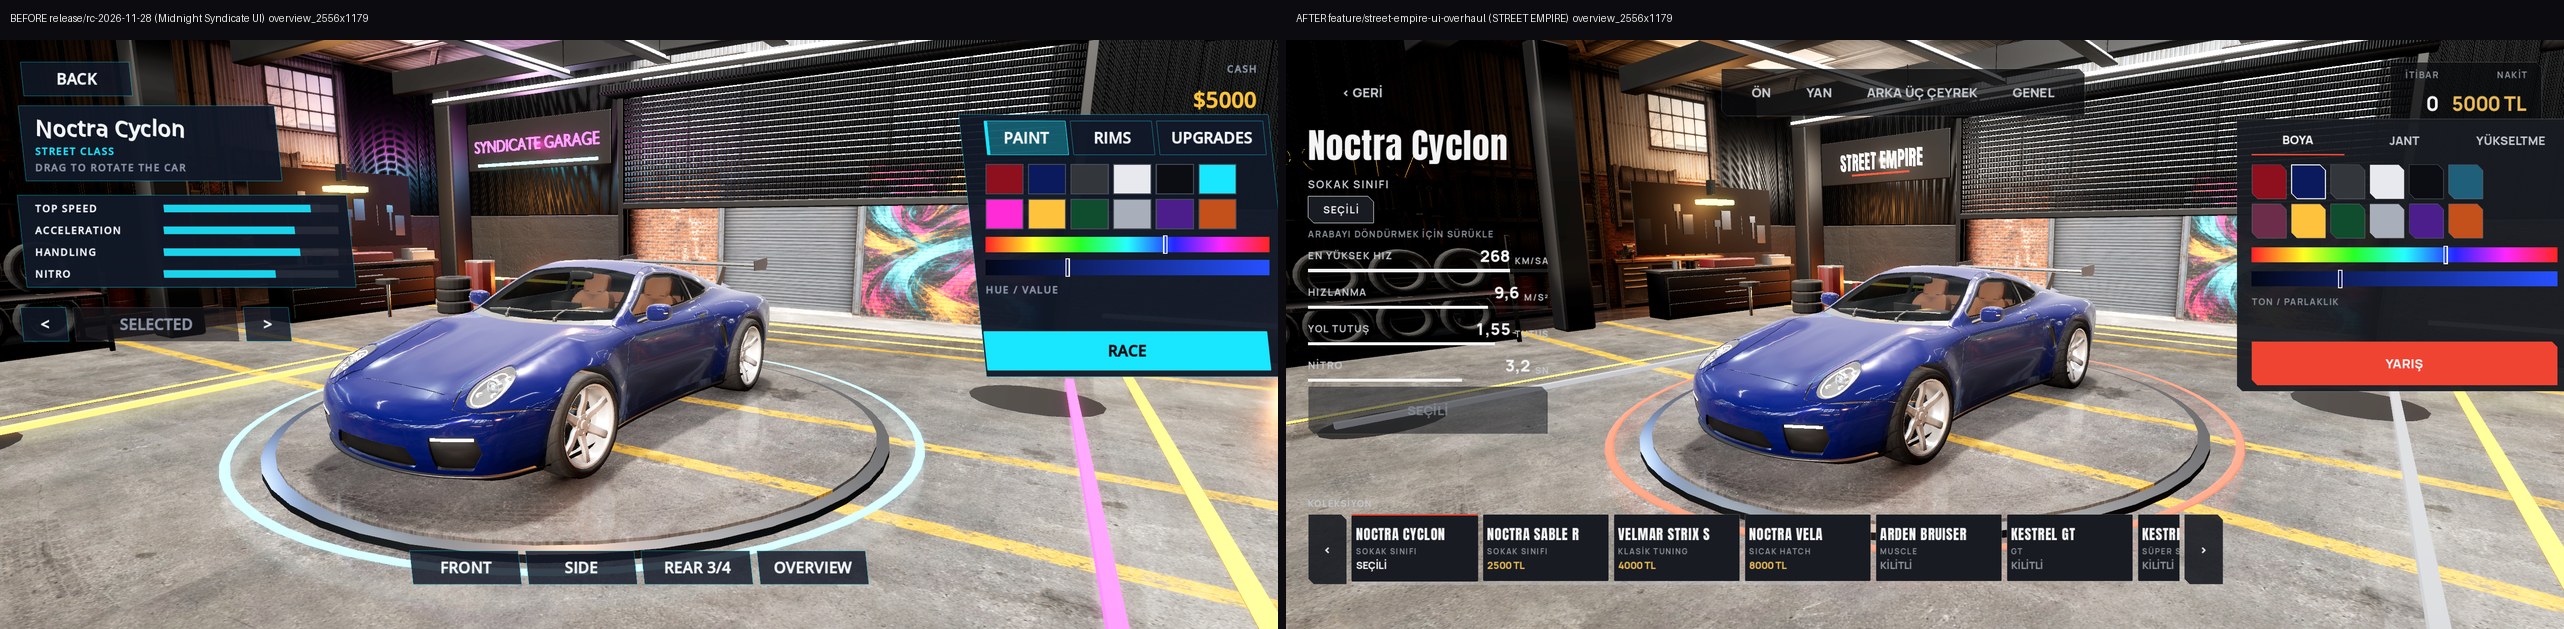 BEFORE release/rc-2026-11-28 (Midnight Syndicate UI) overview_2556x1179
BACK
Noctra Cyclon
STREET CLASS
DRAG TO ROTATE THE CAR
TOP SPEED
ACCELERATION
HANDLING
NITRO
<
SELECTED
>
SYNDICATE GARAGE
CASH
$5000
PAINT RIMS UPGRADES
HUE / VALUE
RACE
FRONT SIDE REAR 3/4 OVERVIEW
AFTER feature/street-empire-ui-overhaul (STREET EMPIRE) overview_2556x1179
‹ GERİ
ÖN YAN ARKA ÜÇ ÇEYREK GENEL
İTİBAR NAKİT
0 5000 TL
Noctra Cyclon
SOKAK SINIFI
SEÇİLİ
ARABAYI DÖNDÜRMEK İÇİN SÜRÜKLE
EN YÜKSEK HIZ 268 KM/SA
HIZLANMA 9,6 M/S²
YOL TUTUŞ 1,55
NİTRO 3,2 SN
SEÇİLİ
STREET EMPIRE
BOYA JANT YÜKSELTME
TON / PARLAKLIK
YARIŞ
KOLEKSİYON
‹
NOCTRA CYCLON
SOKAK SINIFI
SEÇİLİ
NOCTRA SABLE R
SOKAK SINIFI
2500 TL
VELMAR STRIX S
KLASİK TUNING
4000 TL
NOCTRA VELA
SICAK HATCH
8000 TL
ARDEN BRUISER
MUSCLE
KİLİTLİ
KESTREL GT
GT
KİLİTLİ
KESTRI
SÜPER S
KİLİTLİ
›